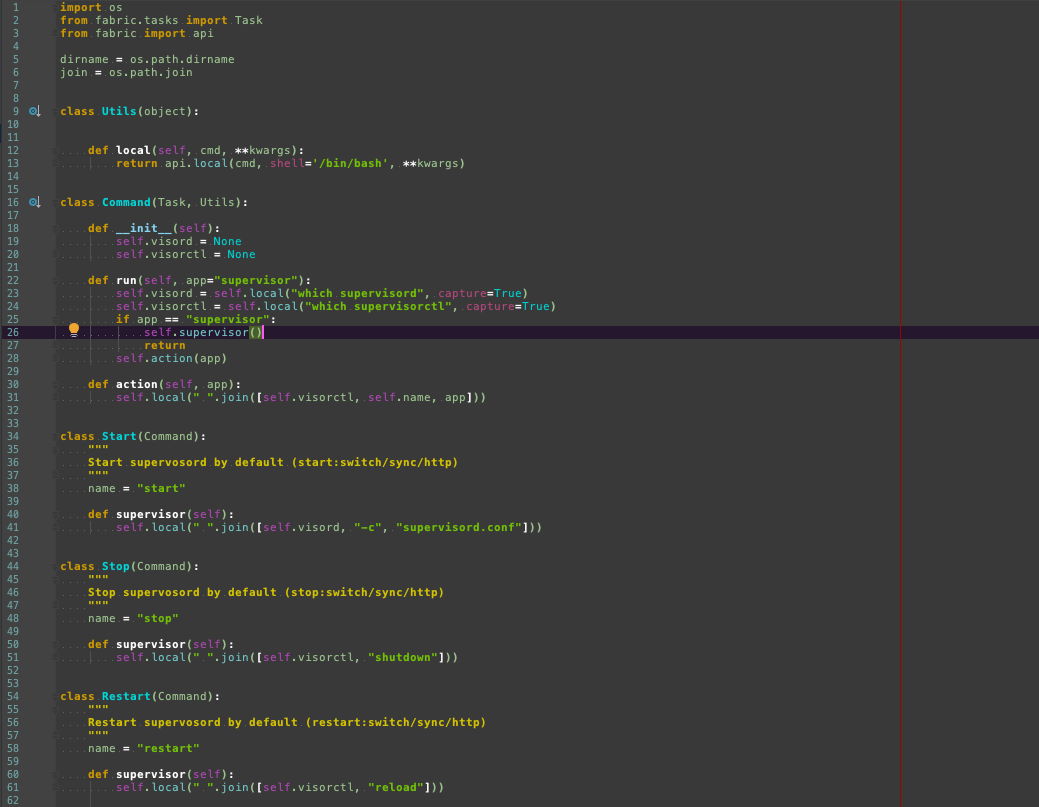 1 import os
2 from fabric.tasks import Task
3 from fabric import api
4
5 dirname = os.path.dirname
6 join = os.path.join
7
8
9 class Utils(object):
10
11
12     def local(self, cmd, **kwargs):
13         return api.local(cmd, shell='/bin/bash', **kwargs)
14
15
16 class Command(Task, Utils):
17
18     def __init__(self):
19         self.visord = None
20         self.visorctl = None
21
22     def run(self, app="supervisor"):
23         self.visord = self.local("which supervisord", capture=True)
24         self.visorctl = self.local("which supervisorctl", capture=True)
25         if app == "supervisor":
26             self.supervisor()
27             return
28         self.action(app)
29
30     def action(self, app):
31         self.local(" ".join([self.visorctl, self.name, app]))
32
33
34 class Start(Command):
35     """
36     Start supervosord by default (start:switch/sync/http)
37     """
38     name = "start"
39
40     def supervisor(self):
41         self.local(" ".join([self.visord, "-c", "supervisord.conf"]))
42
43
44 class Stop(Command):
45     """
46     Stop supervosord by default (stop:switch/sync/http)
47     """
48     name = "stop"
49
50     def supervisor(self):
51         self.local(" ".join([self.visorctl, "shutdown"]))
52
53
54 class Restart(Command):
55     """
56     Restart supervosord by default (restart:switch/sync/http)
57     """
58     name = "restart"
59
60     def supervisor(self):
61         self.local(" ".join([self.visorctl, "reload"]))
62